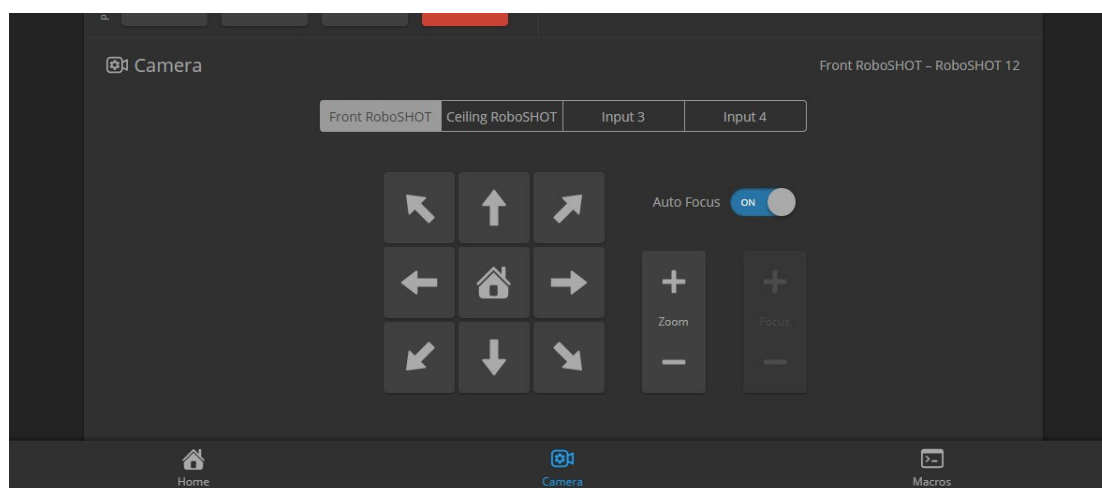 Camera
Front RoboSHOT – RoboSHOT 12
Front RoboSHOT Ceiling RoboSHOT Input 3 Input 4
Auto Focus ON
Zoom Focus
Home Camera Macros